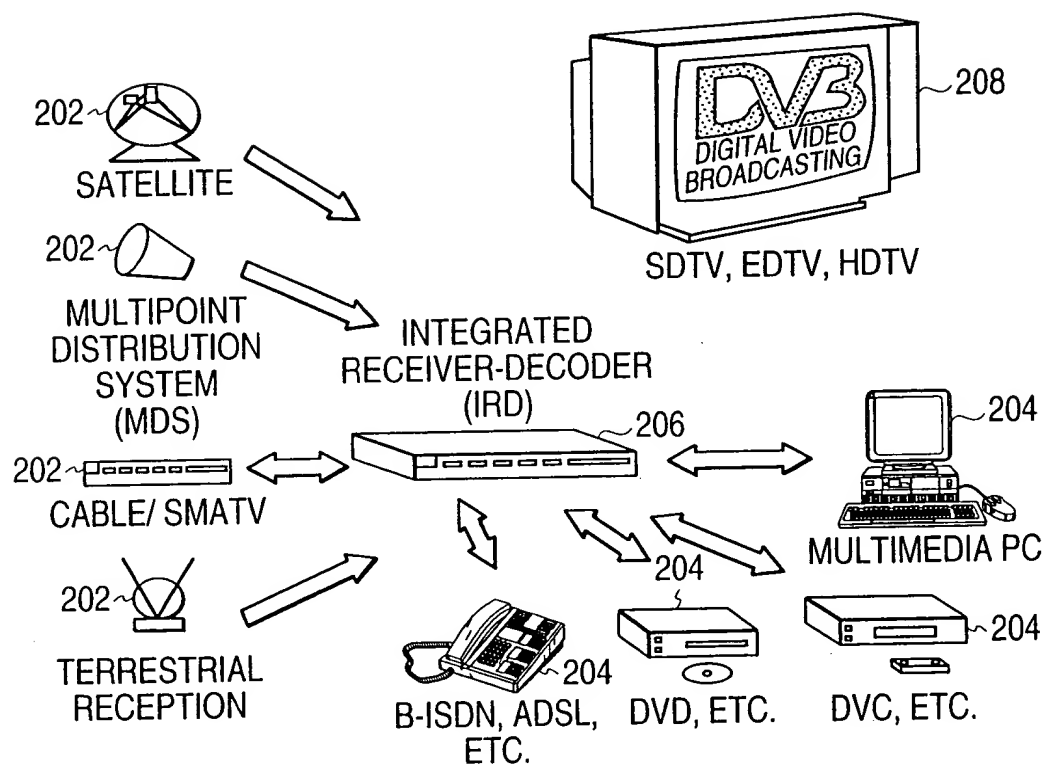 202
SATELLITE
202
MULTIPOINT
DISTRIBUTION
SYSTEM
(MDS)
202
CABLE/ SMATV
202
TERRESTRIAL
RECEPTION
INTEGRATED
RECEIVER-DECODER
(IRD)
206
DVB
DIGITAL VIDEO
BROADCASTING
208
SDTV, EDTV, HDTV
204
MULTIMEDIA PC
204
B-ISDN, ADSL,
ETC.
204
DVD, ETC.
204
DVC, ETC.